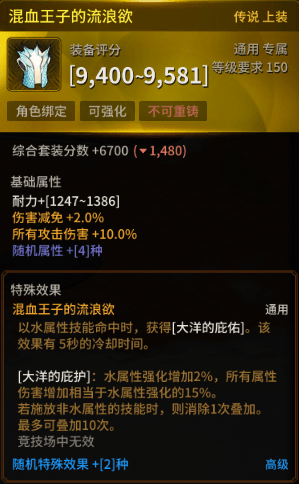 混血王子的流浪欲
传说 上装
装备评分
[9,400~9,581]
通用 专属
等级要求 150
角色绑定 可强化 不可重铸
综合套装分数 +6700 (▼1,480)
基础属性
耐力+[1247~1386]
伤害减免 +2.0%
所有攻击伤害 +10.0%
随机属性 +[4]种
特殊效果
混血王子的流浪欲 通用
以水属性技能命中时，获得[大洋的庇佑]。该
效果有 5秒的冷却时间。
[大洋的庇护]：水属性强化增加2%，所有属性
伤害增加相当于水属性强化的15%。
若施放非水属性的技能时，则消除1次叠加。
最多可叠加10次。
竞技场中无效
随机特殊效果 +[2]种 高级